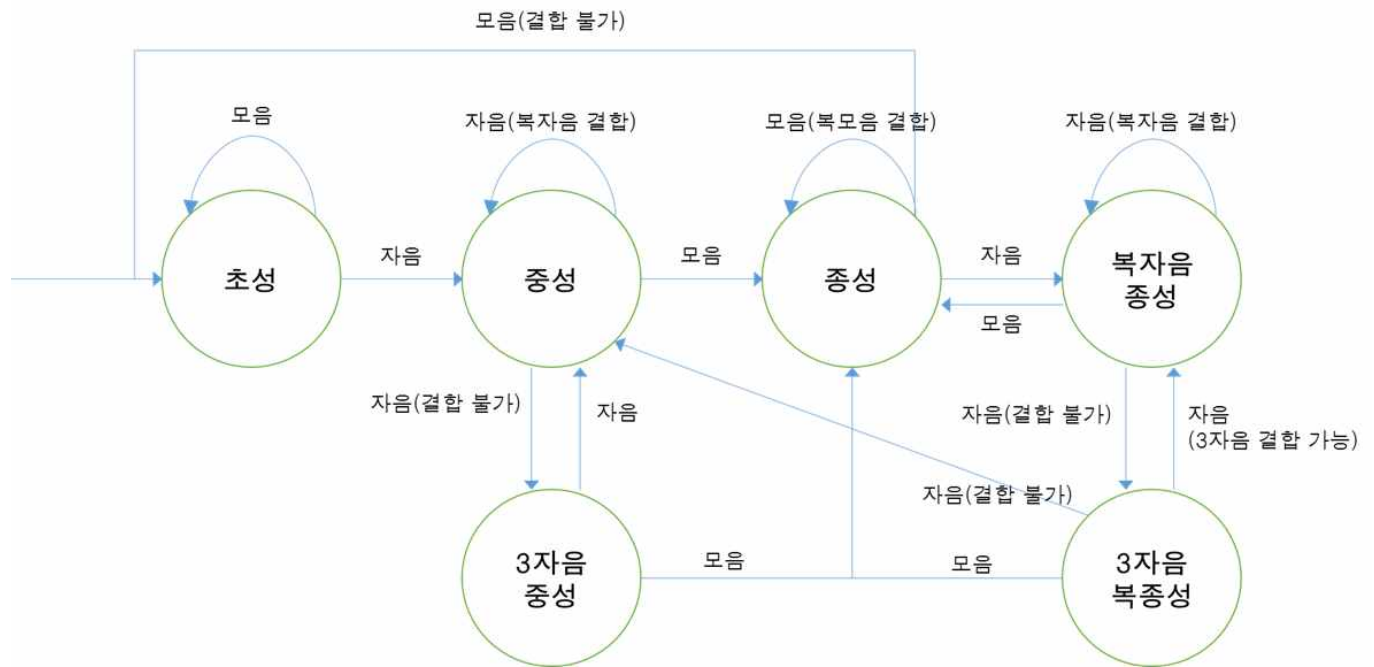 모음(결합 불가)
모음
자음(복자음 결합)
모음(복모음 결합)
자음(복자음 결합)
초성
자음
중성
모음
종성
자음
모음
복자음
종성
자음(결합 불가)
자음
자음(결합 불가)
자음
(3자음 결합 가능)
자음(결합 불가)
3자음
중성
모음
모음
3자음
복종성